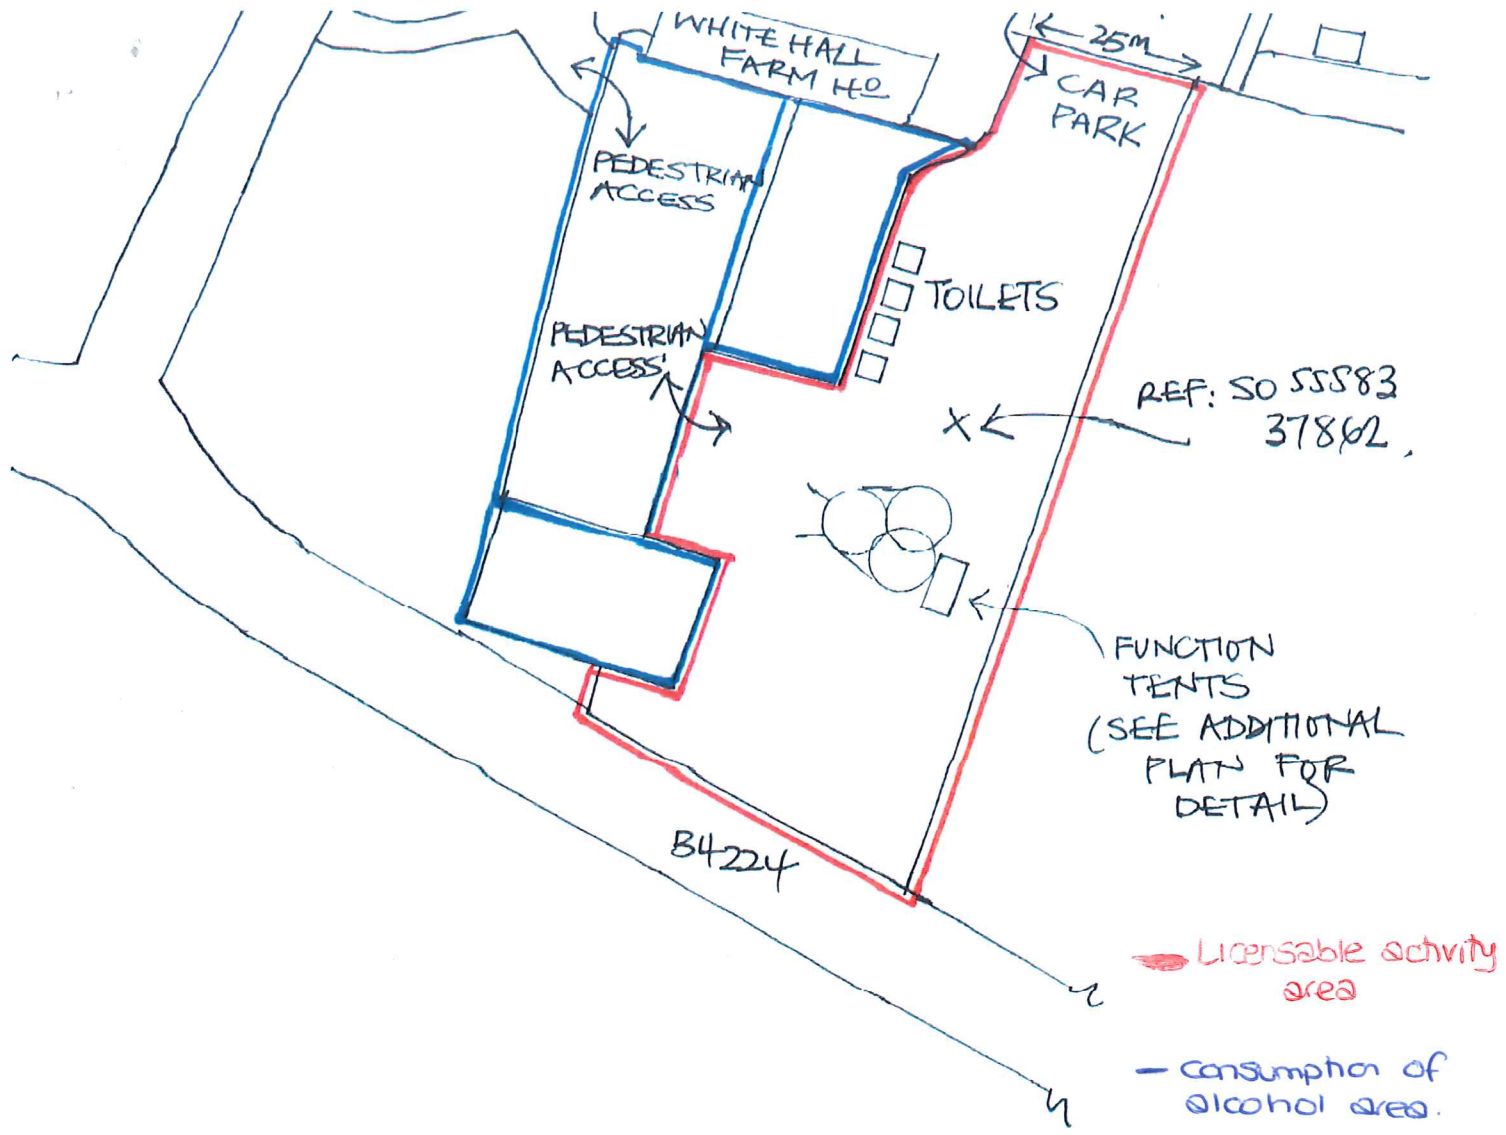 WHITE HALL
FARM HO
25m
CAR
PARK
PEDESTRIAN
ACCESS
TOILETS
PEDESTRIAN
ACCESS
REF: SO 55583
37862.
X
FUNCTION
TENTS
(SEE ADDITIONAL
PLAN FOR
DETAIL)
B4224
Licensable activity
area
consumption of
alcohol area.